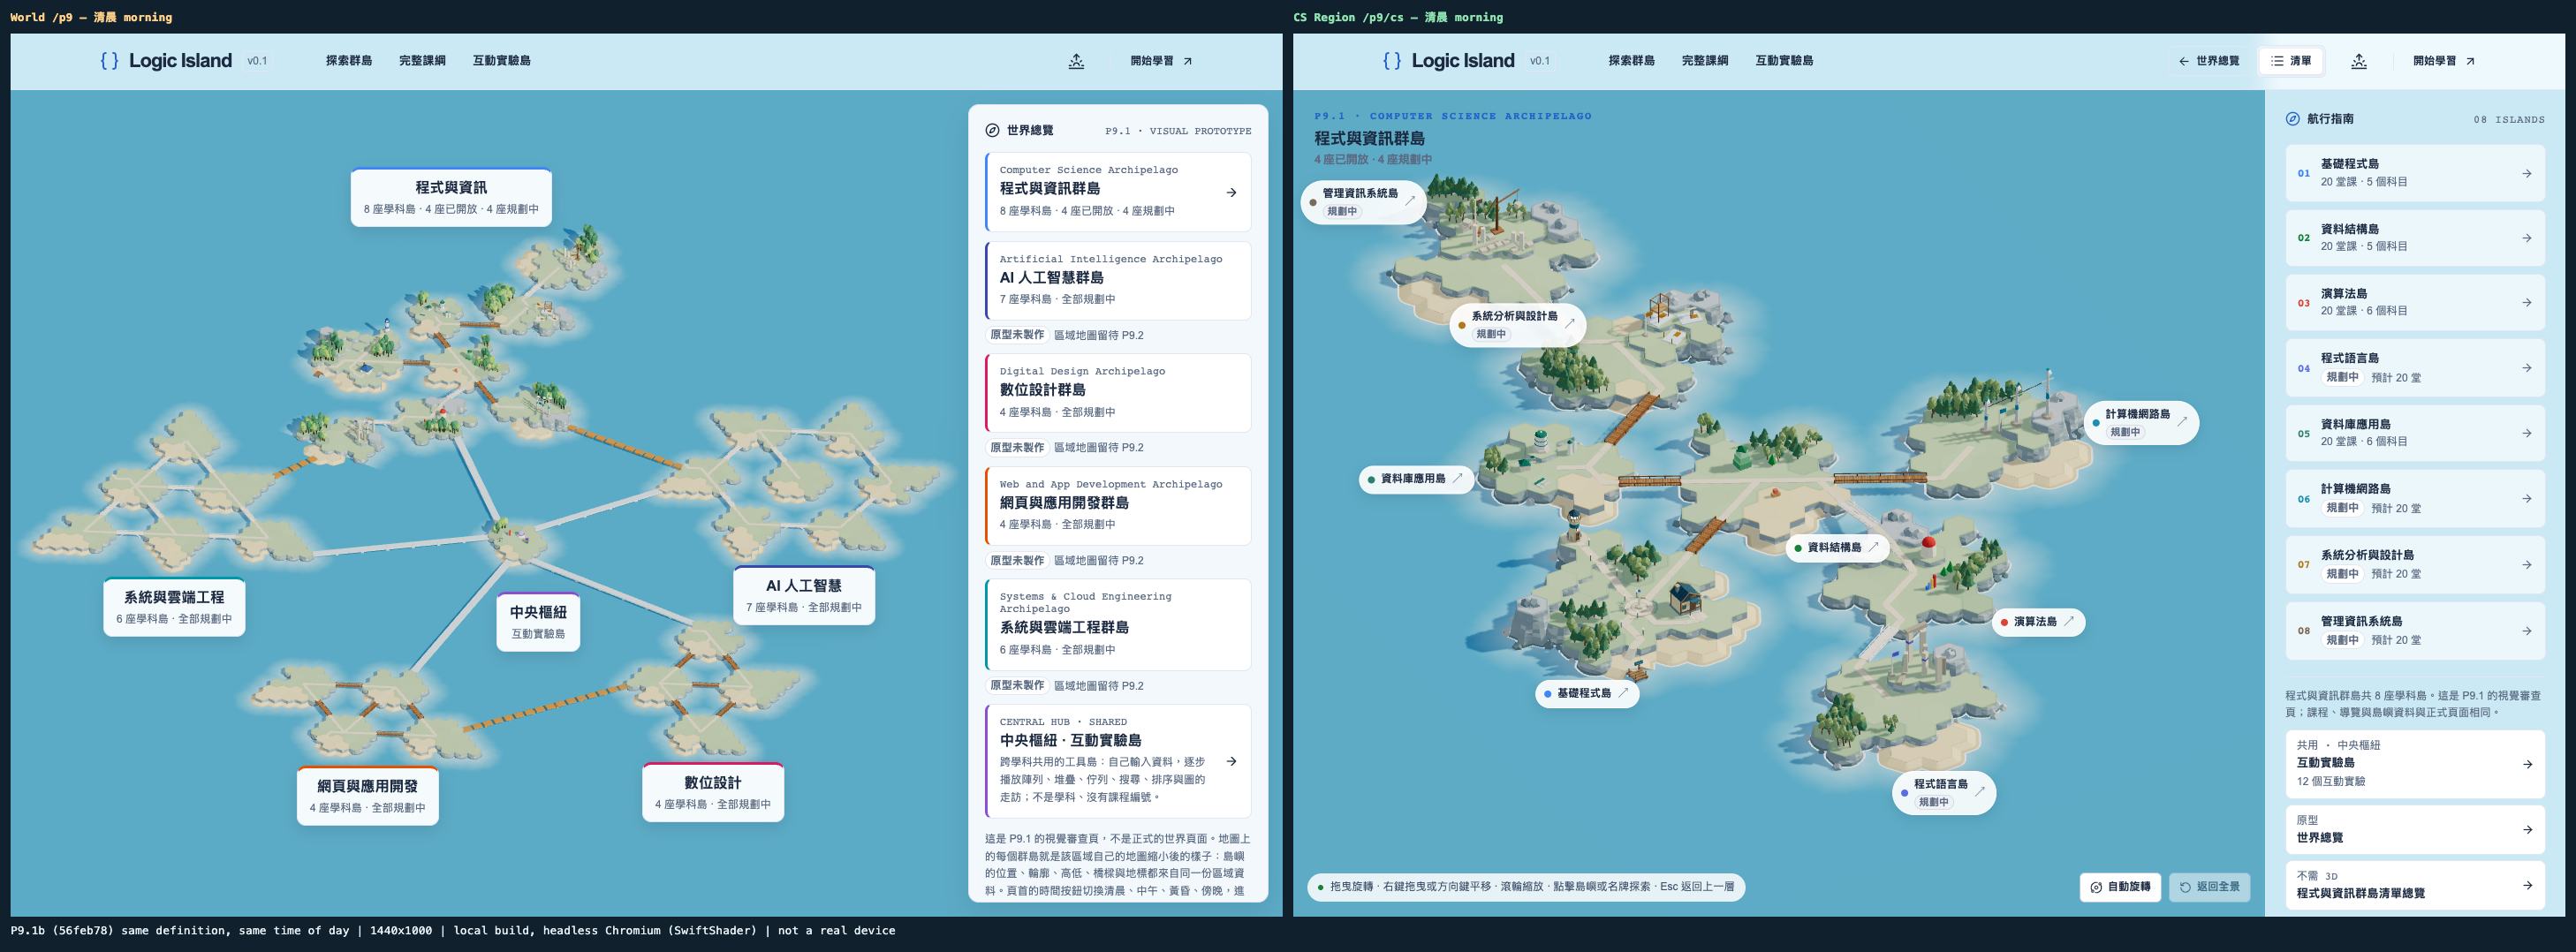 World /p9 — 清晨 morning
{ } Logic Island v0.1 探索群島 完整課綱 互動實驗島 開始學習
程式與資訊
8 座學科島 · 4 座已開放 · 4 座規劃中
系統與雲端工程
6 座學科島 · 全部規劃中
中央樞紐
互動實驗島
AI 人工智慧
7 座學科島 · 全部規劃中
網頁與應用開發
4 座學科島 · 全部規劃中
數位設計
4 座學科島 · 全部規劃中
世界總覽 P9.1 · VISUAL PROTOTYPE
Computer Science Archipelago
程式與資訊群島
8 座學科島 · 4 座已開放 · 4 座規劃中
Artificial Intelligence Archipelago
AI 人工智慧群島
7 座學科島 · 全部規劃中
原型未製作 區域地圖留待 P9.2
Digital Design Archipelago
數位設計群島
4 座學科島 · 全部規劃中
原型未製作 區域地圖留待 P9.2
Web and App Development Archipelago
網頁與應用開發群島
4 座學科島 · 全部規劃中
原型未製作 區域地圖留待 P9.2
Systems & Cloud Engineering
Archipelago
系統與雲端工程群島
6 座學科島 · 全部規劃中
原型未製作 區域地圖留待 P9.2
CENTRAL HUB · SHARED
中央樞紐 · 互動實驗島
跨學科共用的工具島：自己輸入資料，逐步
播放陣列、堆疊、佇列、搜尋、排序與圖的
走訪；不是學科、沒有課程編號。
這是 P9.1 的視覺審查頁，不是正式的世界頁面。地圖上
的每個群島就是該區域自己的地圖縮小後的樣子：島嶼
的位置、輪廓、高低、橋樑與地標都來自同一份區域資
料。頁首的時間按鈕切換清晨、中午、黃昏、傍晚，進
CS Region /p9/cs — 清晨 morning
{ } Logic Island v0.1 探索群島 完整課綱 互動實驗島 世界總覽 清單 開始學習
P9.1 · COMPUTER SCIENCE ARCHIPELAGO
程式與資訊群島
4 座已開放 · 4 座規劃中
管理資訊系統島
規劃中
系統分析與設計島
規劃中
計算機網路島
規劃中
資料庫應用島
資料結構島
演算法島
基礎程式島
程式語言島
規劃中
拖曳旋轉 · 右鍵拖曳或方向鍵平移 · 滾輪縮放 · 點擊島嶼或名牌探索 · Esc 返回上一層
自動旋轉 返回全景
航行指南 08 ISLANDS
01 基礎程式島
20 堂課 · 5 個科目
02 資料結構島
20 堂課 · 5 個科目
03 演算法島
20 堂課 · 6 個科目
04 程式語言島
規劃中 預計 20 堂
05 資料庫應用島
20 堂課 · 6 個科目
06 計算機網路島
規劃中 預計 20 堂
07 系統分析與設計島
規劃中 預計 20 堂
08 管理資訊系統島
規劃中 預計 20 堂
程式與資訊群島共 8 座學科島。這是 P9.1 的視覺審查
頁；課程、導覽與島嶼資料與正式頁面相同。
共用 · 中央樞紐
互動實驗島
12 個互動實驗
原型
世界總覽
不需 3D
程式與資訊群島清單總覽
P9.1b (56feb78) same definition, same time of day | 1440x1000 | local build, headless Chromium (SwiftShader) | not a real device